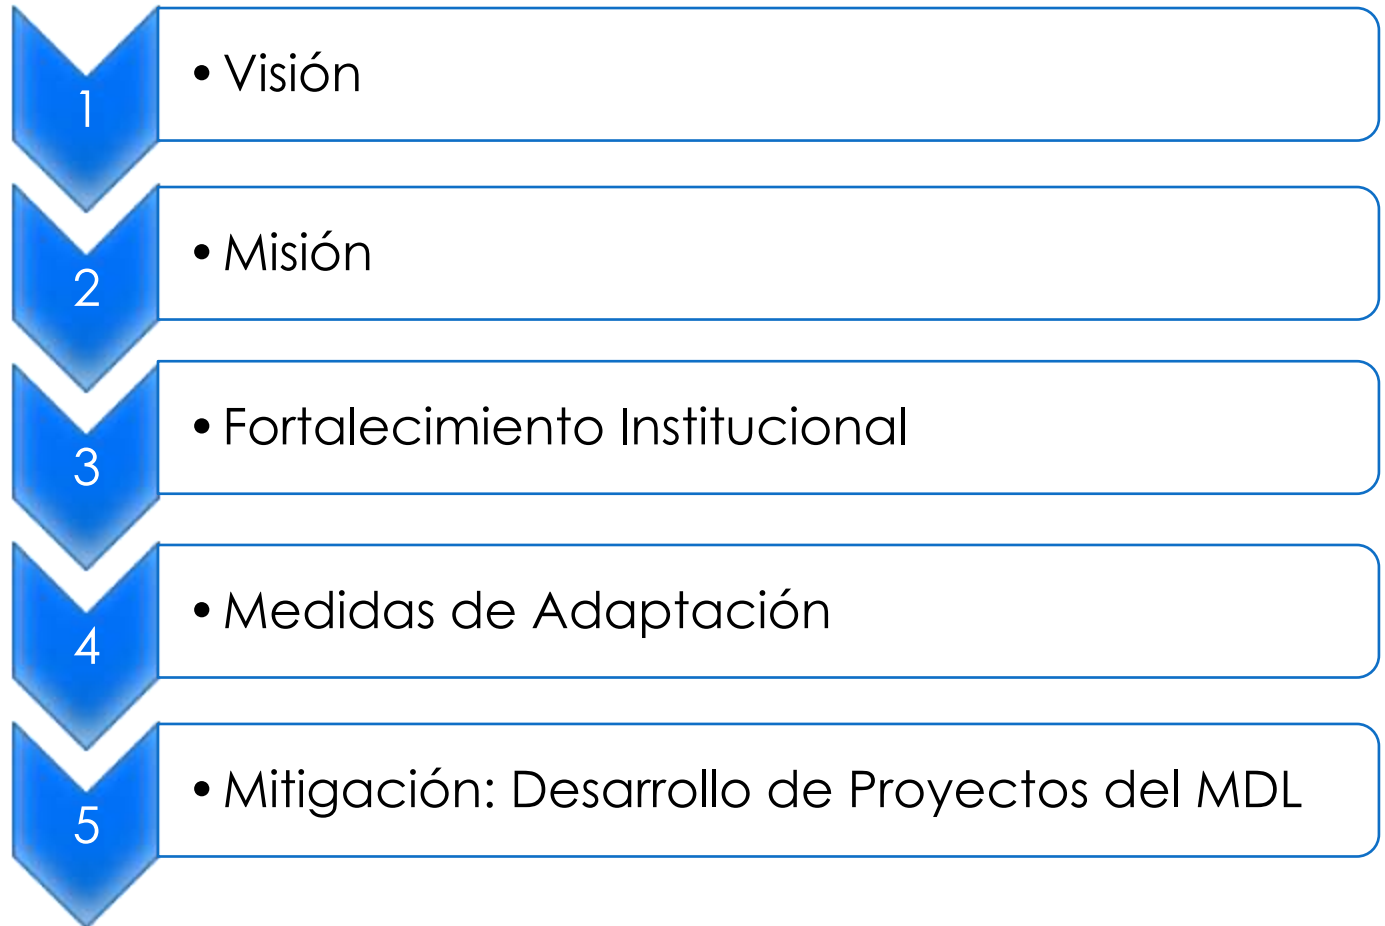 1
• Visión
2
• Misión
3
• Fortalecimiento Institucional
4
• Medidas de Adaptación
5
• Mitigación: Desarrollo de Proyectos del MDL